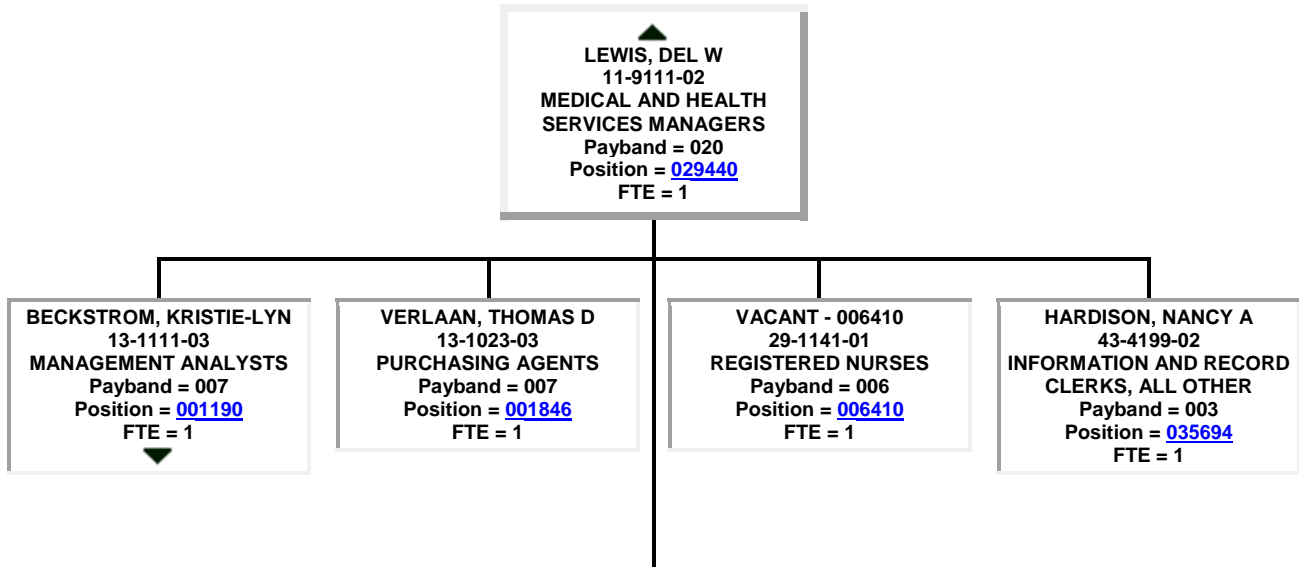 LEWIS, DEL W
11-9111-02
MEDICAL AND HEALTH
SERVICES MANAGERS
Payband = 020
Position = 029440
FTE = 1
BECKSTROM, KRISTIE-LYN
13-1111-03
MANAGEMENT ANALYSTS
Payband = 007
Position = 001190
FTE = 1
VERLAAN, THOMAS D
13-1023-03
PURCHASING AGENTS
Payband = 007
Position = 001846
FTE = 1
VACANT - 006410
29-1141-01
REGISTERED NURSES
Payband = 006
Position = 006410
FTE = 1
HARDISON, NANCY A
43-4199-02
INFORMATION AND RECORD
CLERKS, ALL OTHER
Payband = 003
Position = 035694
FTE = 1